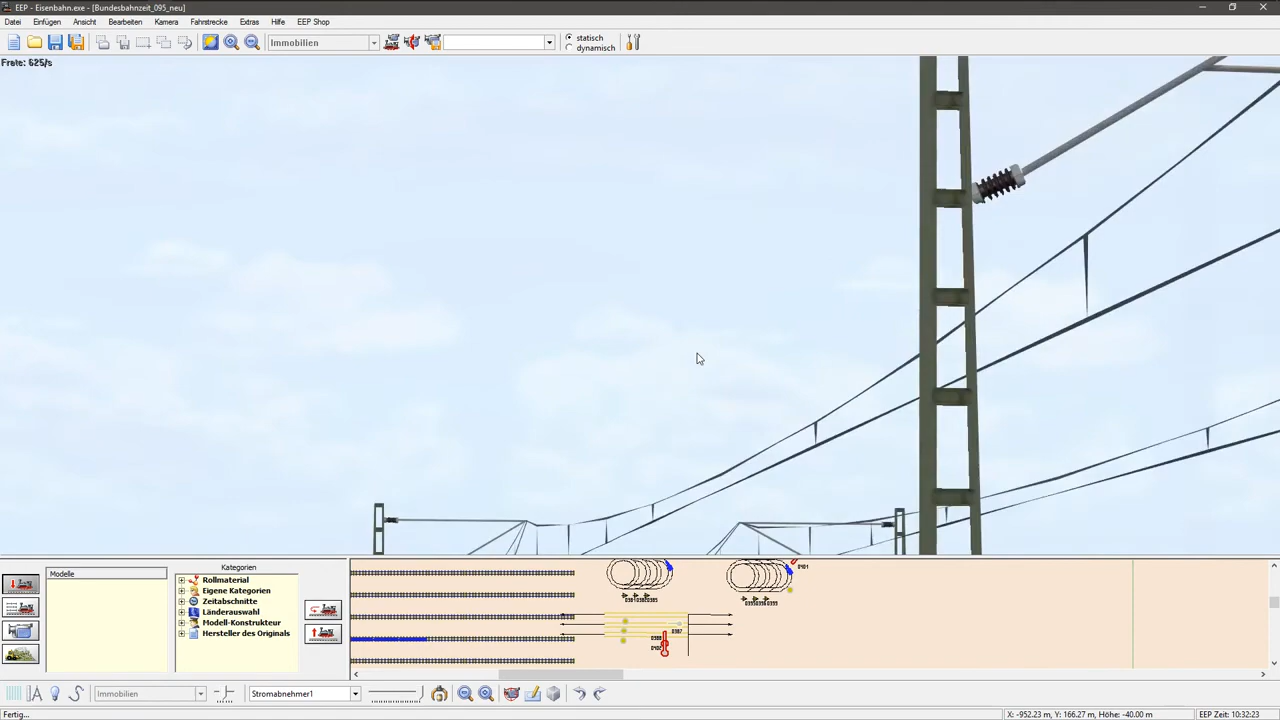 EEP - Eisenbahn.exe - [Bundesbahnzeit_095_neu]
Datei Einfügen Ansicht Bearbeiten Kamera Fahrstrecke Extras Hilfe EEP Shop
Immobilien
statisch
dynamisch
Kategorien
Modelle
Rollmaterial
Eigene Kategorien
Zeitabschnitte
Länderauswahl
Modell-Konstrukteur
Hersteller des Originals
Immobilien
Stromabnehmer1
Fertig...
X: -952.23 m, Y: 166.27 m, Höhe: -40.00 m
EEP Zeit: 10:32:23